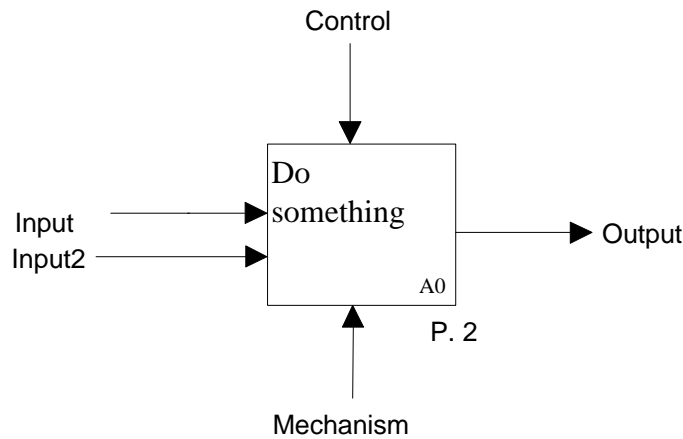 Control
Do
something
Input
Input2
Output
A0
P. 2
Mechanism